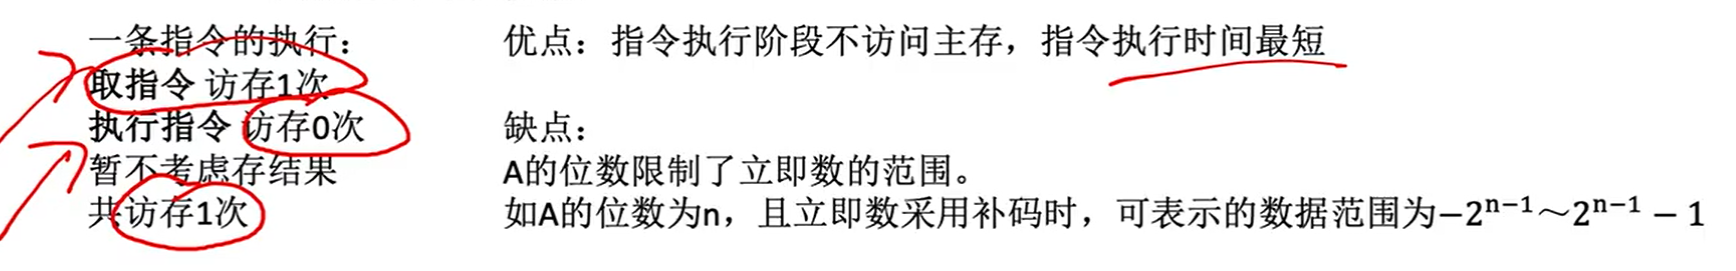 一条指令的执行：
取指令 访存1次
执行指令 访存0次
暂不考虑存结果
共访存1次
优点：指令执行阶段不访问主存，指令执行时间最短
缺点：
A的位数限制了立即数的范围。
如A的位数为n，且立即数采用补码时，可表示的数据范围为−2ⁿ⁻¹～2ⁿ⁻¹ − 1